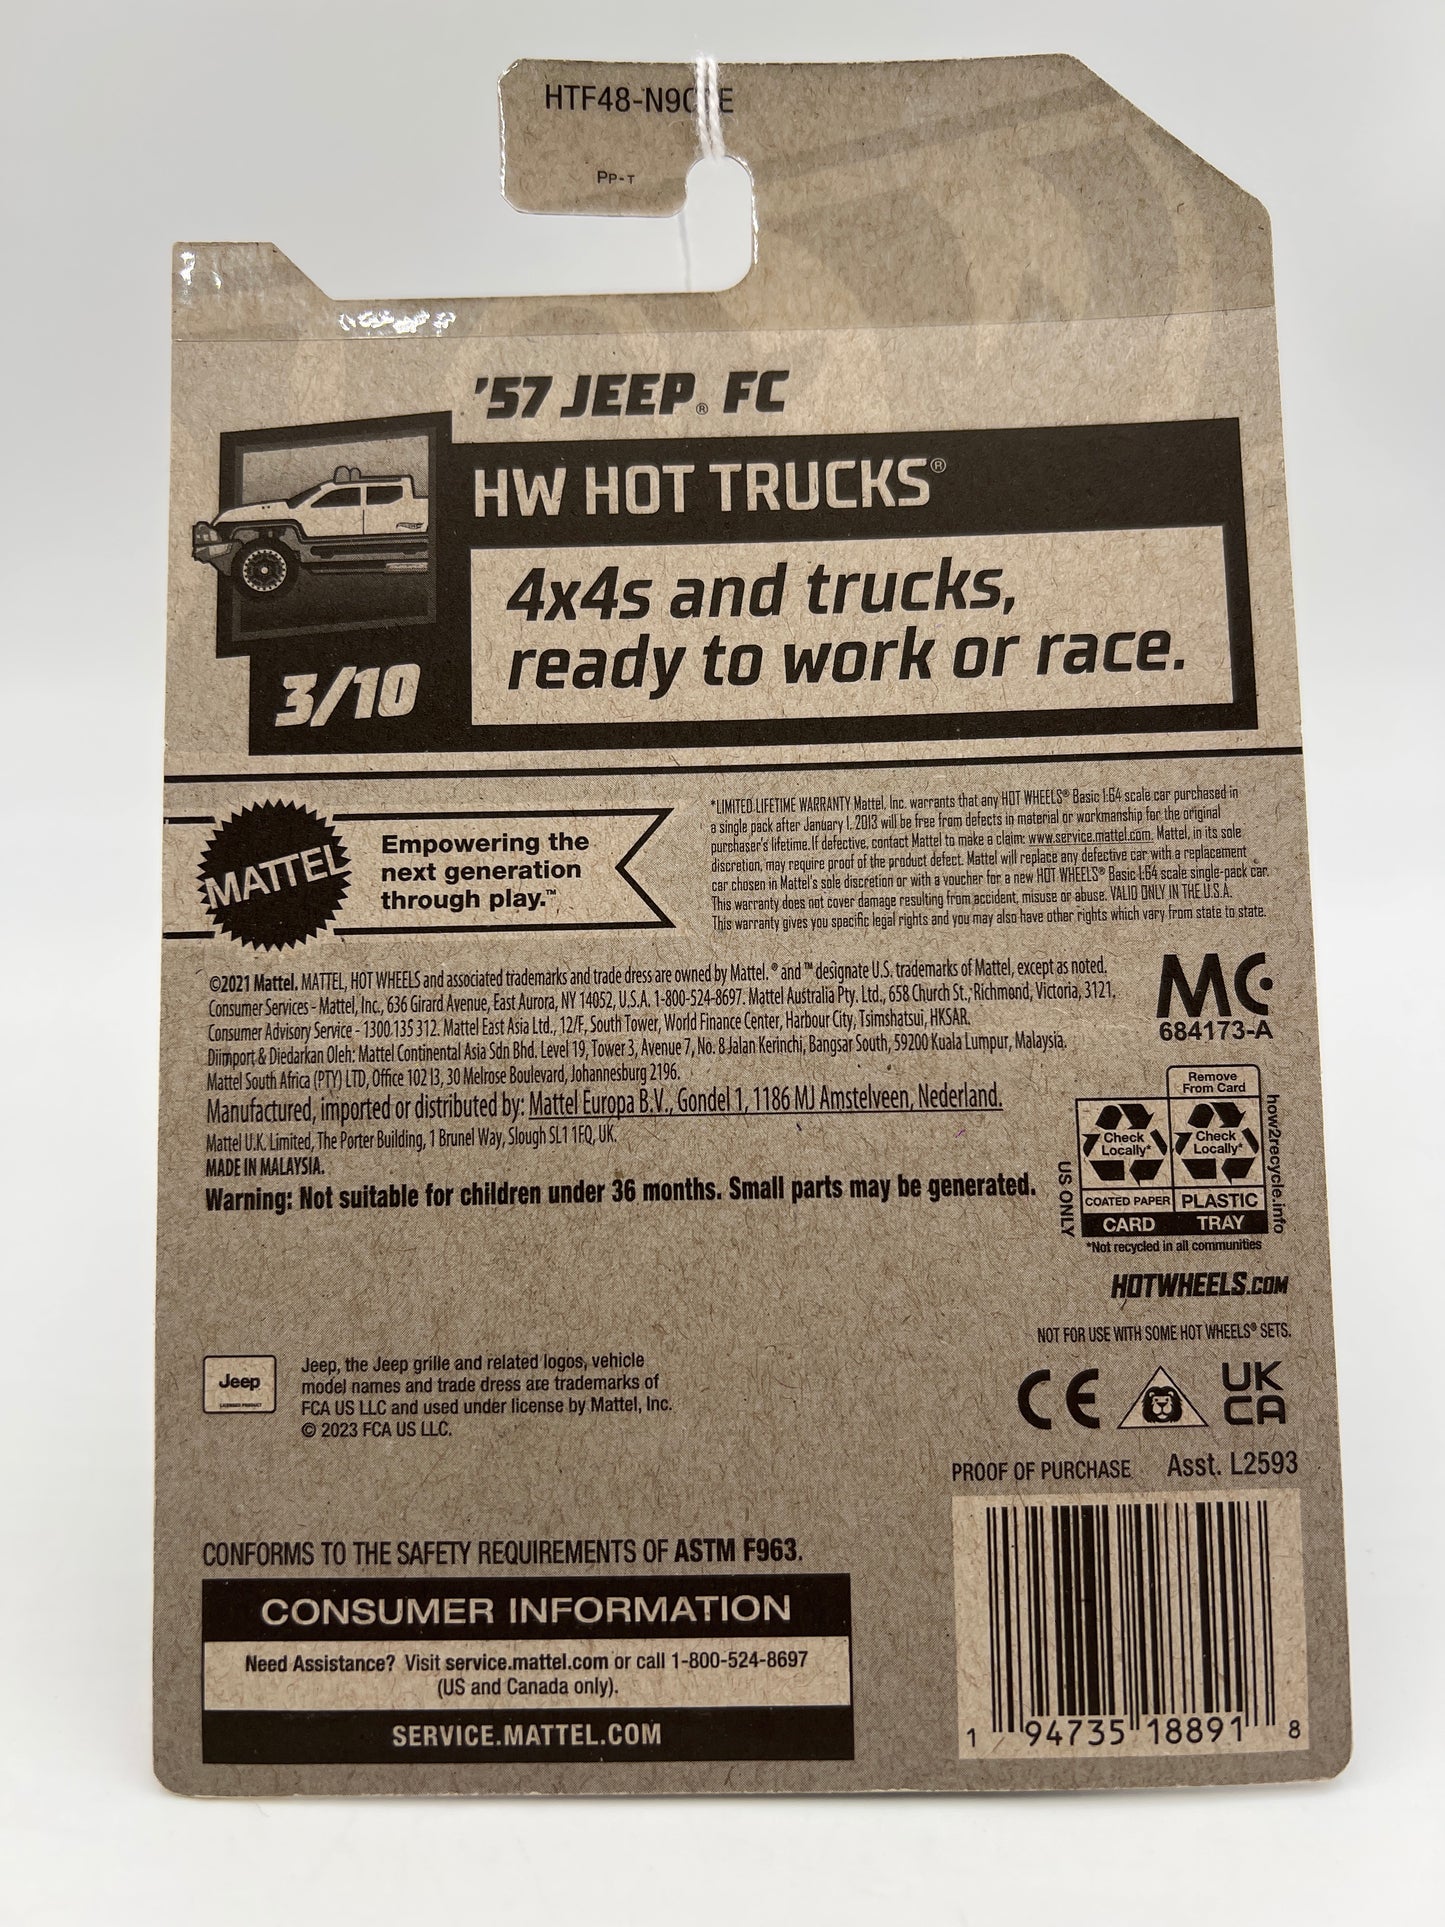 HTF48-N9
PP-T
'57 JEEP® FC
HW HOT TRUCKS®
4x4s and trucks,
ready to work or race.
3/10
MATTEL
Empowering the
next generation
through play.™
*LIMITED LIFETIME WARRANTY Mattel, Inc. warrants that any HOT WHEELS® Basic 1:64 scale car purchased in
a single pack after January 1, 2013 will be free from defects in material or workmanship for the original
purchaser's lifetime. If defective, contact Mattel to make a claim: www.service.mattel.com. Mattel, in its sole
discretion, may require proof of the product defect. Mattel will replace any defective car with a replacement
car chosen in Mattel's sole discretion or with a voucher for a new HOT WHEELS® Basic 1:64 scale single-pack car.
This warranty does not cover damage resulting from accident, misuse or abuse. VALID ONLY IN THE U.S.A.
This warranty gives you specific legal rights and you may also have other rights which vary from state to state.
©2021 Mattel. MATTEL, HOT WHEELS and associated trademarks and trade dress are owned by Mattel. ® and ™ designate U.S. trademarks of Mattel, except as noted.
Consumer Services - Mattel, Inc., 636 Girard Avenue, East Aurora, NY 14052, U.S.A. 1-800-524-8697. Mattel Australia Pty. Ltd., 658 Church St., Richmond, Victoria, 3121.
Consumer Advisory Service - 1300 135 312. Mattel East Asia Ltd., 12/F, South Tower, World Finance Center, Harbour City, Tsimshatsui, HKSAR.
Diimport & Diedarkan Oleh: Mattel Continental Asia Sdn Bhd. Level 19, Tower 3, Avenue 7, No. 8 Jalan Kerinchi, Bangsar South, 59200 Kuala Lumpur, Malaysia.
Mattel South Africa (PTY) LTD, Office 102 I3, 30 Melrose Boulevard, Johannesburg 2196.
Manufactured, imported or distributed by: Mattel Europa B.V., Gondel 1, 1186 MJ Amstelveen, Nederland.
Mattel U.K. Limited, The Porter Building, 1 Brunel Way, Slough SL1 1FQ, UK.
MADE IN MALAYSIA.
Warning: Not suitable for children under 36 months. Small parts may be generated.
MC
684173-A
Remove
From Card
Check
Locally*
Check
Locally*
COATED PAPER
PLASTIC
CARD
TRAY
US ONLY
how2recycle.info
*Not recycled in all communities
HOTWHEELS.COM
NOT FOR USE WITH SOME HOT WHEELS® SETS.
Jeep
LICENSED PRODUCT
Jeep, the Jeep grille and related logos, vehicle
model names and trade dress are trademarks of
FCA US LLC and used under license by Mattel, Inc.
© 2023 FCA US LLC.
CE
UK
CA
PROOF OF PURCHASE Asst. L2593
CONFORMS TO THE SAFETY REQUIREMENTS OF ASTM F963.
CONSUMER INFORMATION
Need Assistance? Visit service.mattel.com or call 1-800-524-8697
(US and Canada only).
SERVICE.MATTEL.COM
1 94735 18891 8